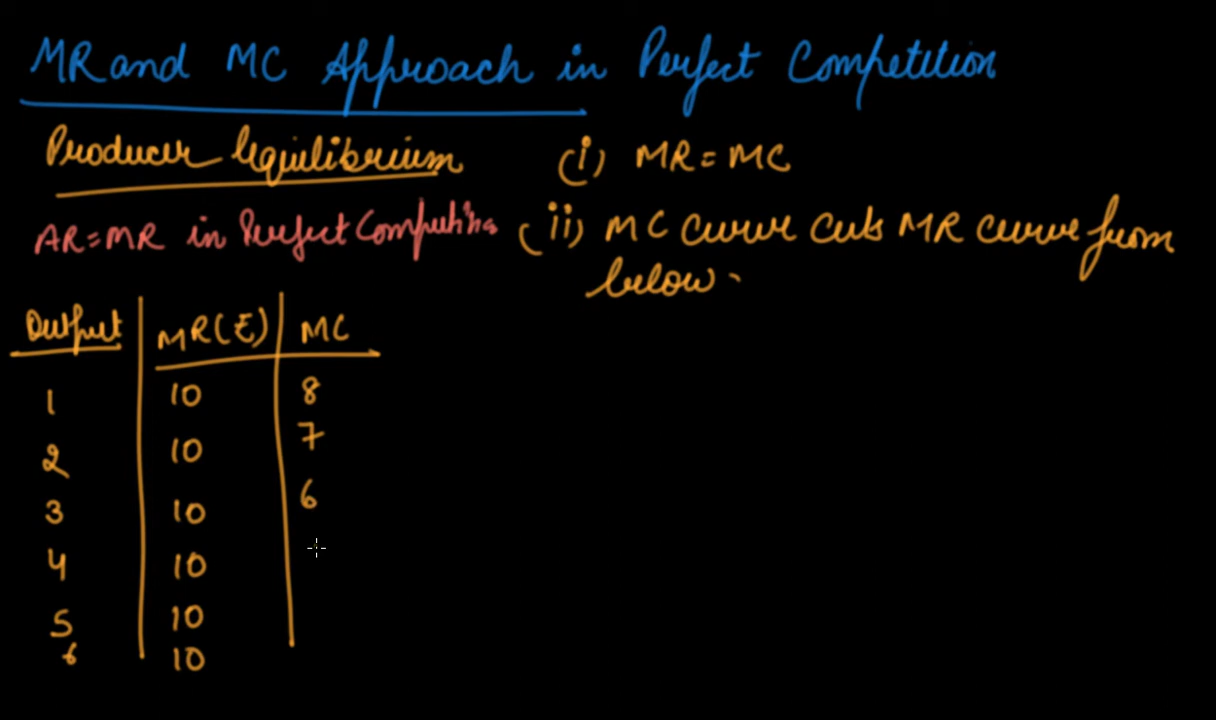 MR and MC Approach in Perfect Competition
Producer Equilibrium (i) MR = MC
AR = MR in Perfect Competition (ii) MC curve cuts MR curve from
below.
Output MR(₹) MC
1 10 8
2 10 7
3 10 6
4 10
5 10
6 10